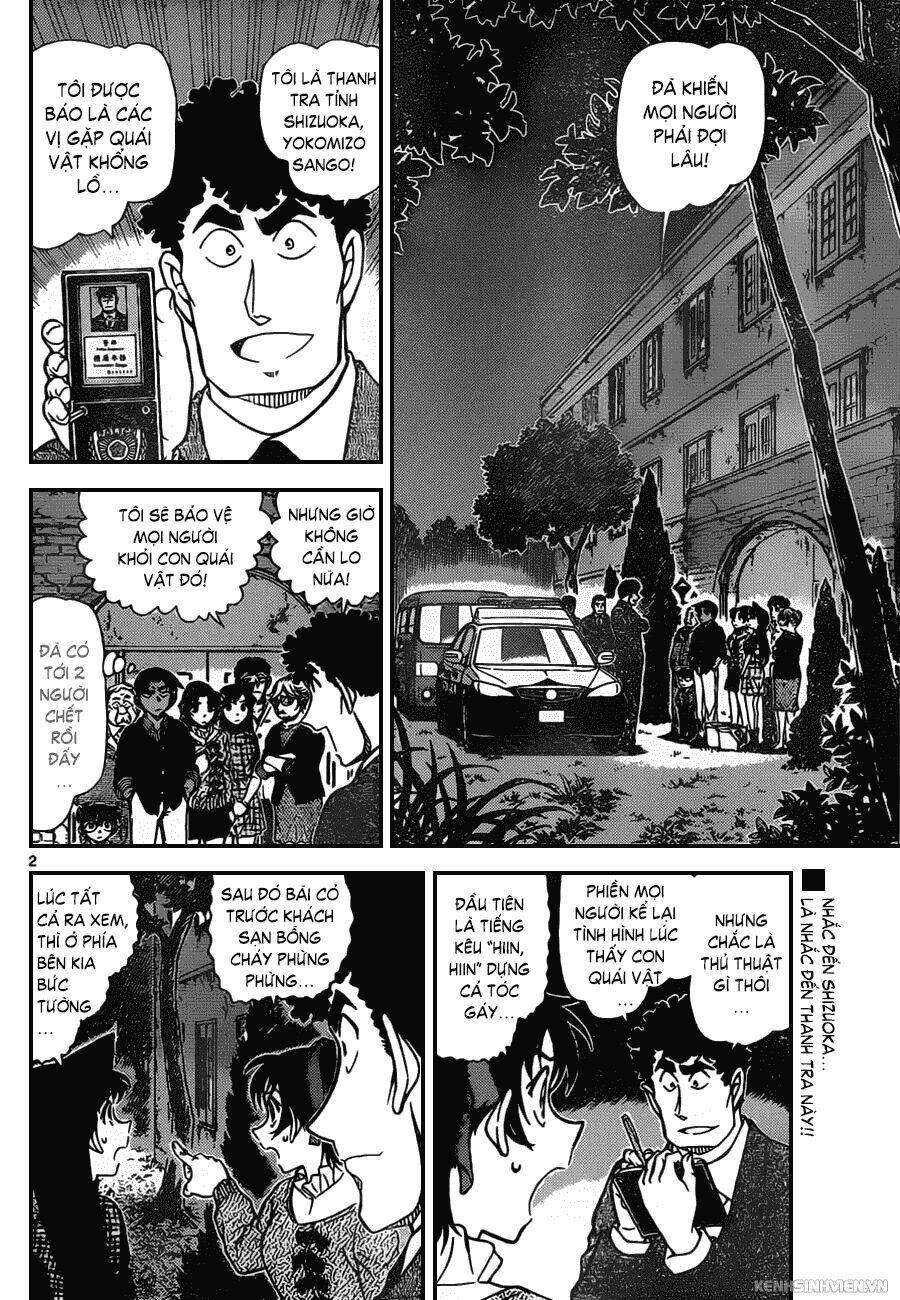 ĐÃ KHIẾN
MỌI NGƯỜI
PHẢI ĐỢI
LÂU!
TÔI LÀ THANH
TRA TỈNH
SHIZUOKA,
YOKOMIZO
SANGO!
TÔI ĐƯỢC
BÁO LÀ CÁC
VỊ GẶP QUÁI
VẬT KHỔNG
LỒ...
NHƯNG GIỜ
KHÔNG
CẦN LO
NỮA!
TÔI SẼ BẢO VỆ
MỌI NGƯỜI
KHỎI CON QUÁI
VẬT ĐÓ!
ĐÃ CÓ
TỚI 2
NGƯỜI
CHẾT
RỒI
ĐẤY
...
2
NHẮC ĐẾN SHIZUOKA...
LÀ NHẮC ĐẾN THANH TRA NÀY!!
NHƯNG
CHẮC LÀ
THỦ THUẬT
GÌ THÔI
...
PHIỀN MỌI
NGƯỜI KỂ LẠI
TÌNH HÌNH LÚC
THẤY CON
QUÁI VẬT
...
ĐẦU TIÊN
LÀ TIẾNG
KÊU "HIIN,
HIIN" DỰNG
CẢ TÓC
GÁY...
SAU ĐÓ BÃI CỎ
TRƯỚC KHÁCH
SẠN BỖNG
CHÁY PHỪNG
PHỪNG...
LÚC TẤT
CẢ RA XEM,
THÌ Ở PHÍA
BÊN KIA
BỨC
TƯỜNG
...
KENHSINHVIEN.VN